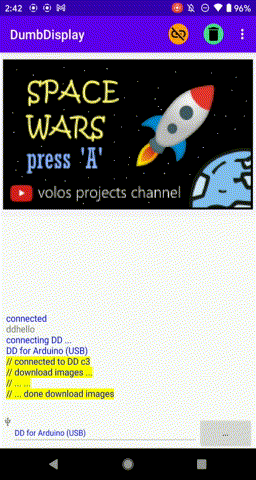 2:42
96%
DumbDisplay
SPACE
WARS
press 'A'
volos projects channel
connected
ddhello
connecting DD ...
DD for Arduino (USB)
// connected to DD c3
// download images ...
// ... ...
// ... done download images
DD for Arduino (USB)
...